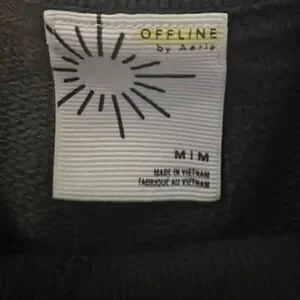 OFFLINE
by Aerie
M|M
MADE IN VIETNAM
FABRIQUÉ AU VIETNAM